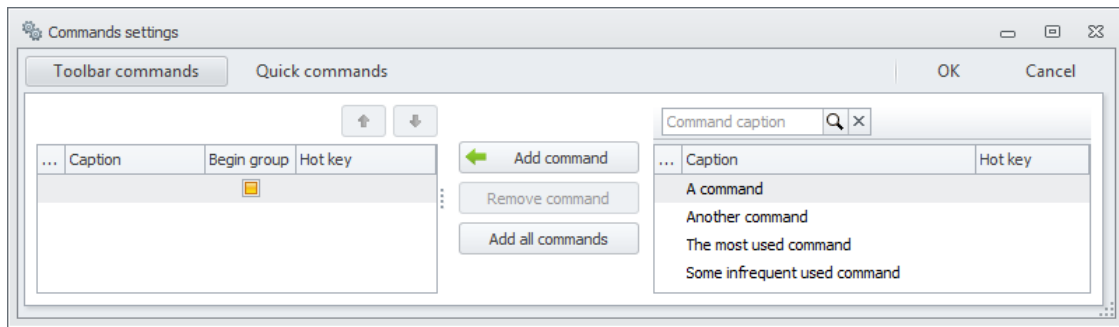 Commands settings
Toolbar commands Quick commands OK Cancel
Command caption
... Caption Begin group Hot key
Add command
Remove command
Add all commands
... Caption Hot key
A command
Another command
The most used command
Some infrequent used command